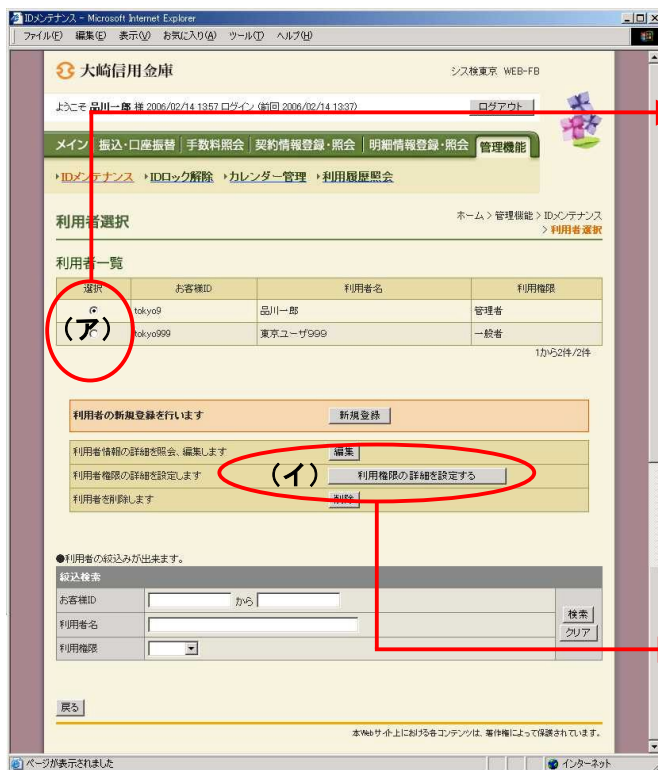 IDメンテナンス - Microsoft Internet Explorer
ファイル(F) 編集(E) 表示(V) お気に入り(A) ツール(T) ヘルプ(H)
大崎信用金庫 シス検東京 WEB-FB
ようこそ 品川一郎 様 2006/02/14 13:57 ログイン (前回 2006/02/14 13:37) ログアウト
メイン 振込・口座振替 手数料照会 契約情報登録・照会 明細情報登録・照会 管理機能
IDメンテナンス IDロック解除 カレンダー管理 利用履歴照会
利用者選択 ホーム > 管理機能 > IDメンテナンス
> 利用者選択
利用者一覧
選択 お客様ID 利用者名 利用権限
tokyo9 品川一郎 管理者
(ア)
tokyo999 東京ユーザ999 一般者
1から2件/2件
利用者の新規登録を行います 新規登録
利用者情報の詳細を照会、編集します 編集
利用者権限の詳細を設定します (イ) 利用権限の詳細を設定する
利用者を削除します 削除
●利用者の絞込みが出来ます。
絞込検索
お客様ID から
利用者名
利用権限
検索
クリア
戻る
本Webサイト上における各コンテンツは、著作権によって保護されています。
ページが表示されました インターネット